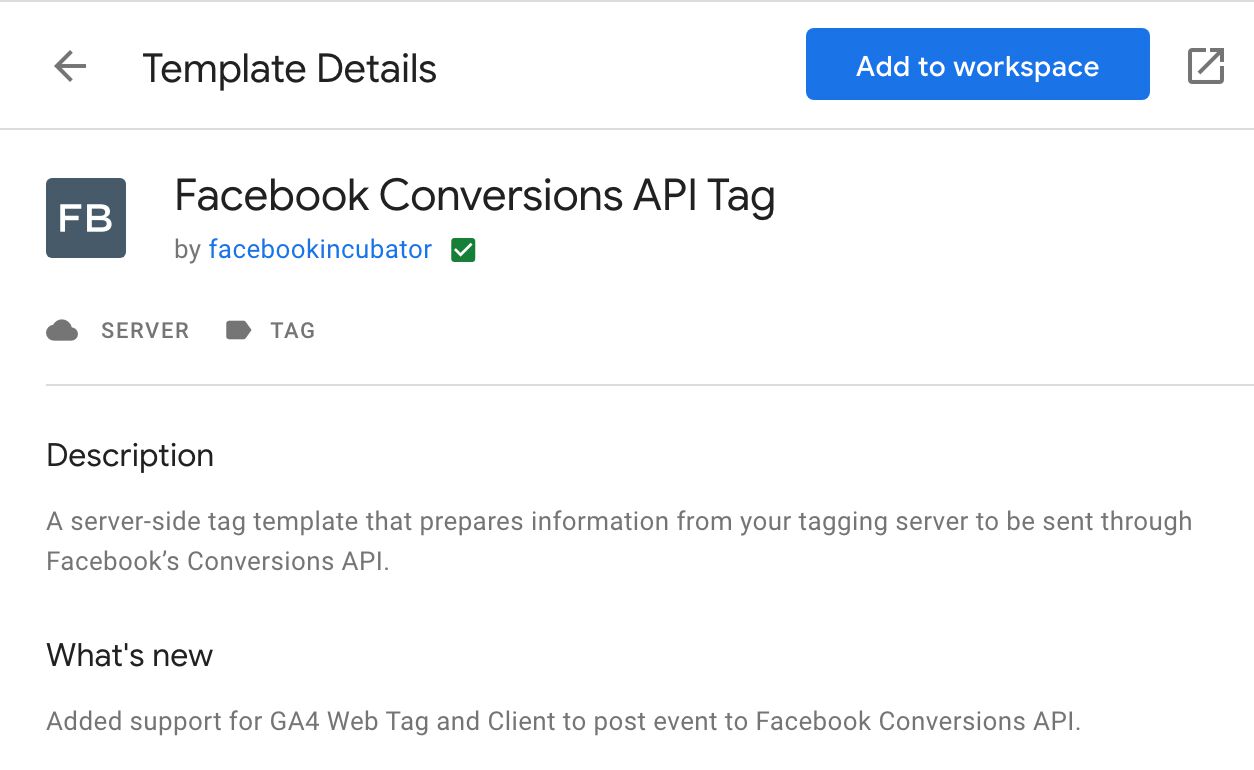 Template Details
Add to workspace
FB
Facebook Conversions API Tag
by facebookincubator
SERVER TAG
Description
A server-side tag template that prepares information from your tagging server to be sent through
Facebook’s Conversions API.
What's new
Added support for GA4 Web Tag and Client to post event to Facebook Conversions API.